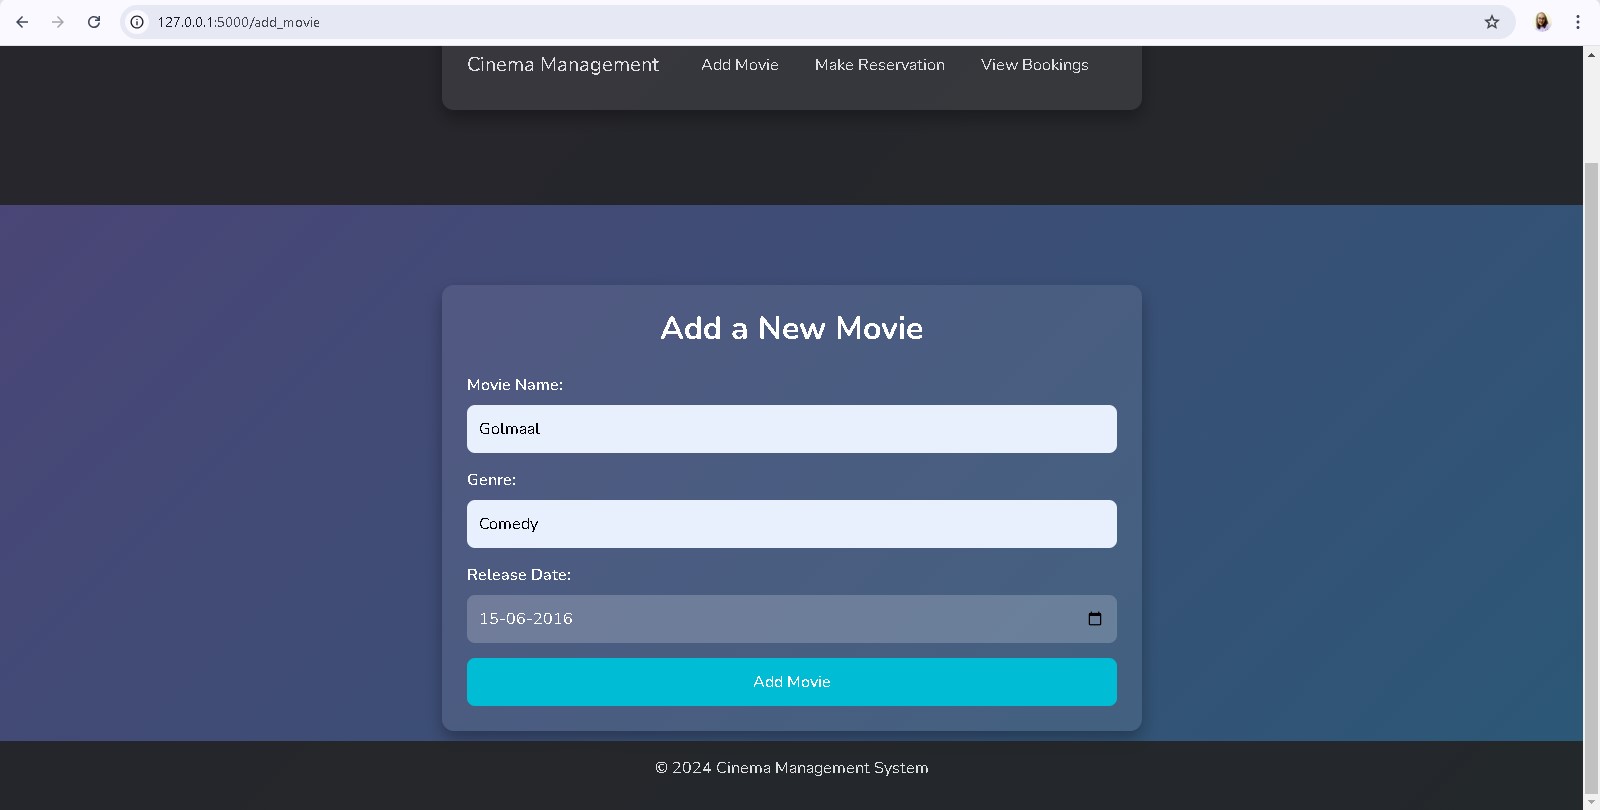 127.0.0.1:5000/add_movie
Cinema Management Add Movie Make Reservation View Bookings
Add a New Movie
Movie Name:
Golmaal
Genre:
Comedy
Release Date:
15-06-2016
Add Movie
© 2024 Cinema Management System